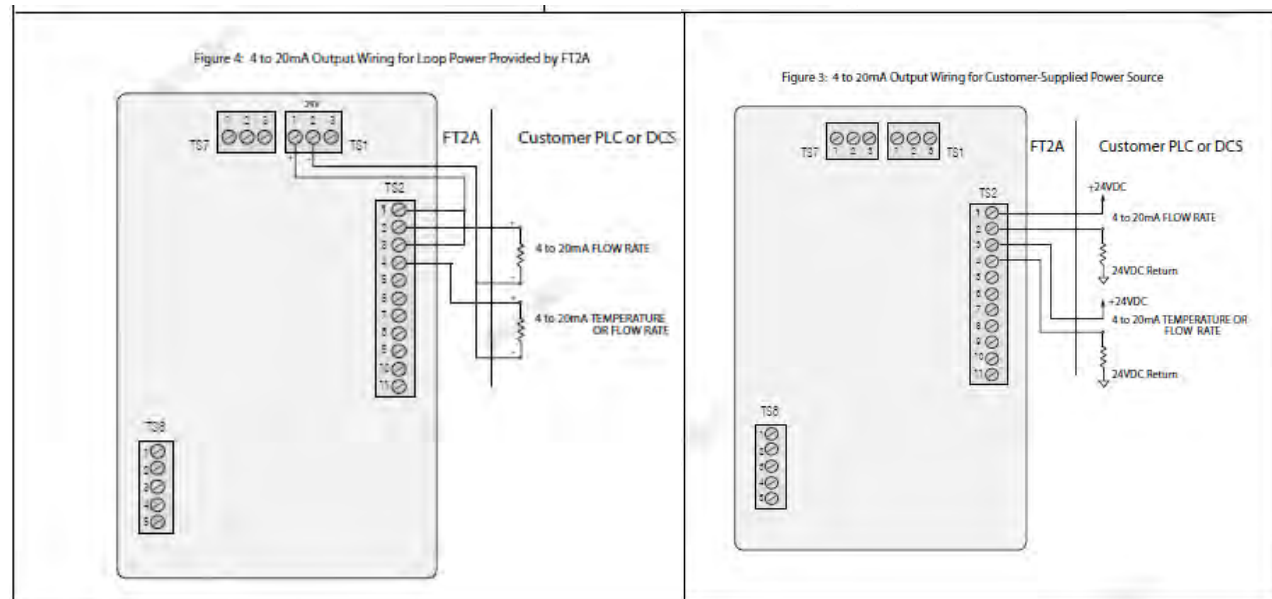 Figure 4: 4 to 20mA Output Wiring for Loop Power Provided by FT2A
24V
1 2 3
1 2 3
TS7
TS1
+ -
FT2A
Customer PLC or DCS
TS2
1
2
3
4
5
6
7
8
9
10
11
+
4 to 20mA FLOW RATE
-
+
4 to 20mA TEMPERATURE
OR FLOW RATE
-
TS8
1
2
3
4
5
Figure 3: 4 to 20mA Output Wiring for Customer-Supplied Power Source
TS7
1 2 3
1 2 3
TS1
FT2A
Customer PLC or DCS
TS2
1
2
3
4
5
6
7
8
9
10
11
+24VDC
4 to 20mA FLOW RATE
24VDC Return
+24VDC
4 to 20mA TEMPERATURE OR
FLOW RATE
24VDC Return
TS8
1
2
3
4
5